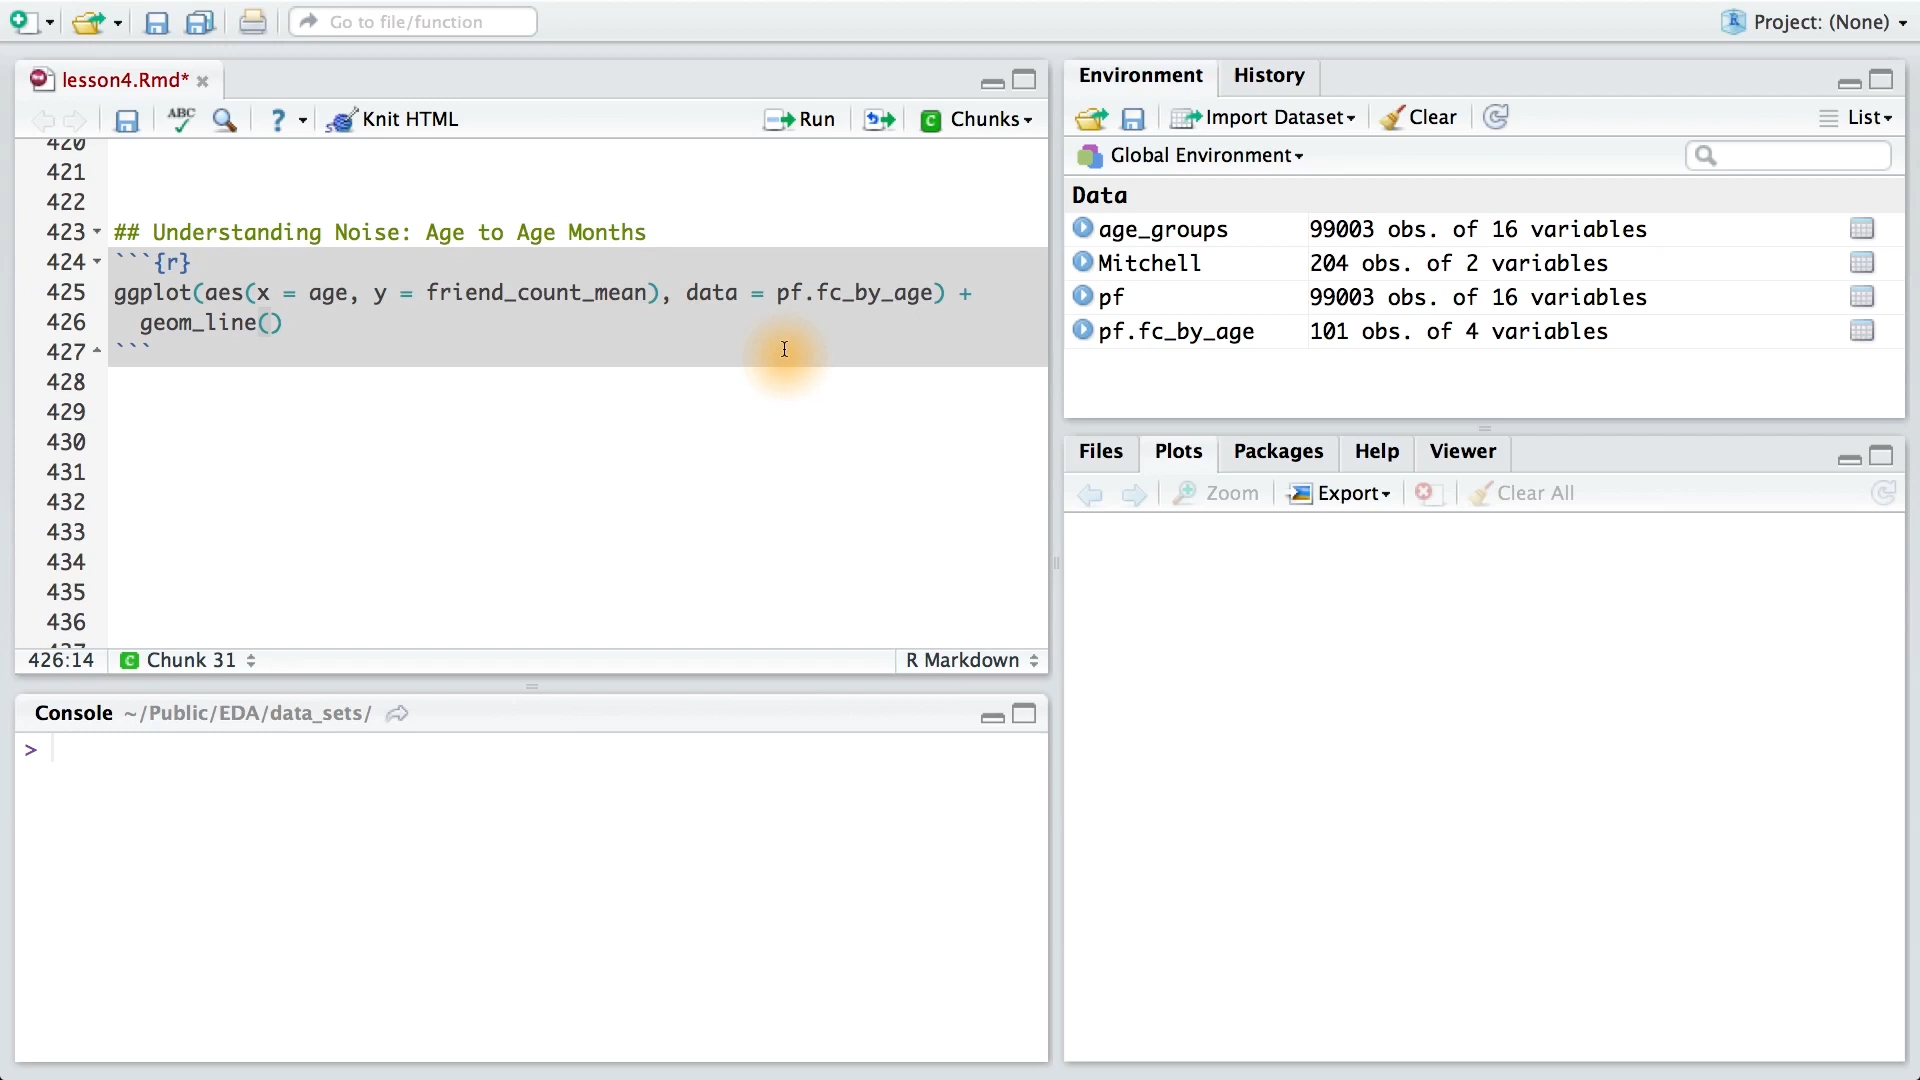 Go to file/function
Project: (None)
lesson4.Rmd*
ABC
?
Knit HTML
Run
C Chunks
420
421
422
423 ## Understanding Noise: Age to Age Months
424 ```{r}
425 ggplot(aes(x = age, y = friend_count_mean), data = pf.fc_by_age) +
426   geom_line()
427 ```
428
429
430
431
432
433
434
435
436
437
426:14 C Chunk 31 R Markdown
Console ~/Public/EDA/data_sets/
>
Environment History
Import Dataset Clear List
Global Environment
Data
age_groups 99003 obs. of 16 variables
Mitchell 204 obs. of 2 variables
pf 99003 obs. of 16 variables
pf.fc_by_age 101 obs. of 4 variables
Files Plots Packages Help Viewer
Zoom Export Clear All